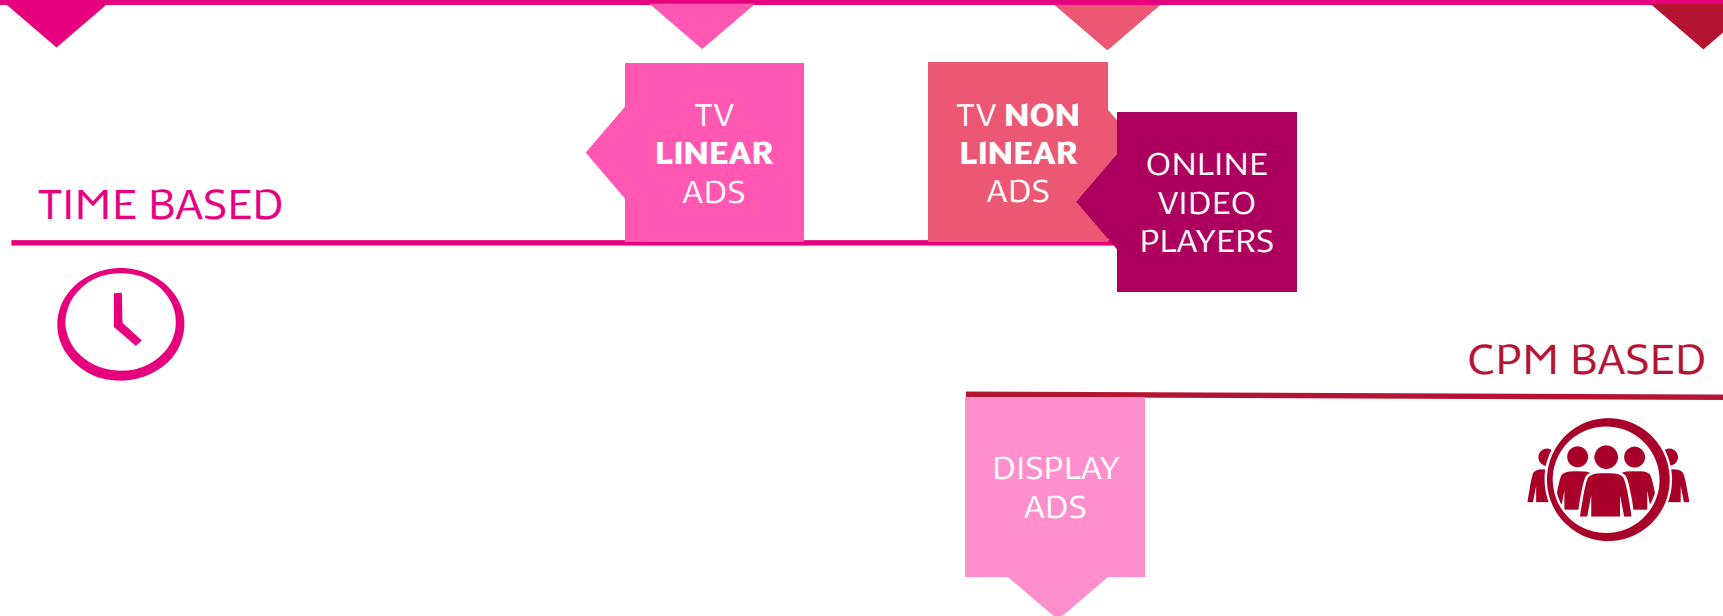 TIME BASED
TV
LINEAR
ADS
TV NON
LINEAR
ADS
ONLINE
VIDEO
PLAYERS
CPM BASED
DISPLAY
ADS